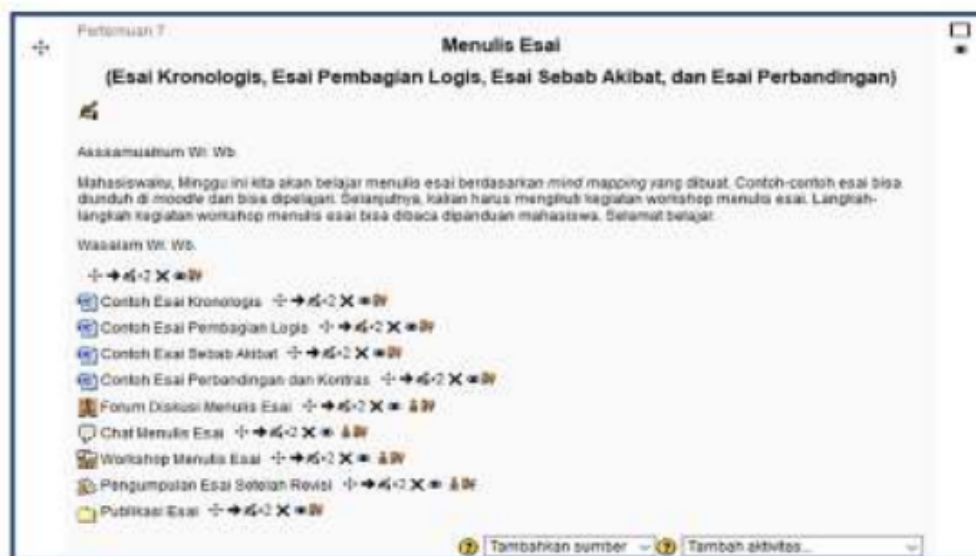 Pertemuan 7
Menulis Esai
(Esai Kronologis, Esai Pembagian Logis, Esai Sebab Akibat, dan Esai Perbandingan)
Wr. Wb.
Mahasiswaku, Minggu ini kita akan belajar menulis esai berdasarkan mind mapping yang dibuat. Contoh-contoh esai bisa
diunduh di moodle dan bisa dipelajari. Selanjutnya, kalian harus mengikuti kegiatan workshop menulis esai. Langkah-
langkah kegiatan workshop menulis esai bisa dibaca dipanduan mahasiswa. Selamat belajar.
Wasalam Wr. Wb.
Contoh Esai Kronologis
Contoh Esai Pembagian Logis
Contoh Esai Sebab Akibat
Contoh Esai Perbandingan dan Kontras
Forum Diskusi Menulis Esai
Chat Menulis Esai
Workshop Menulis Esai
Pengumpulan Esai Setelah Revisi
Publikasi Esai
Tambahkan sumber Tambah aktivitas...